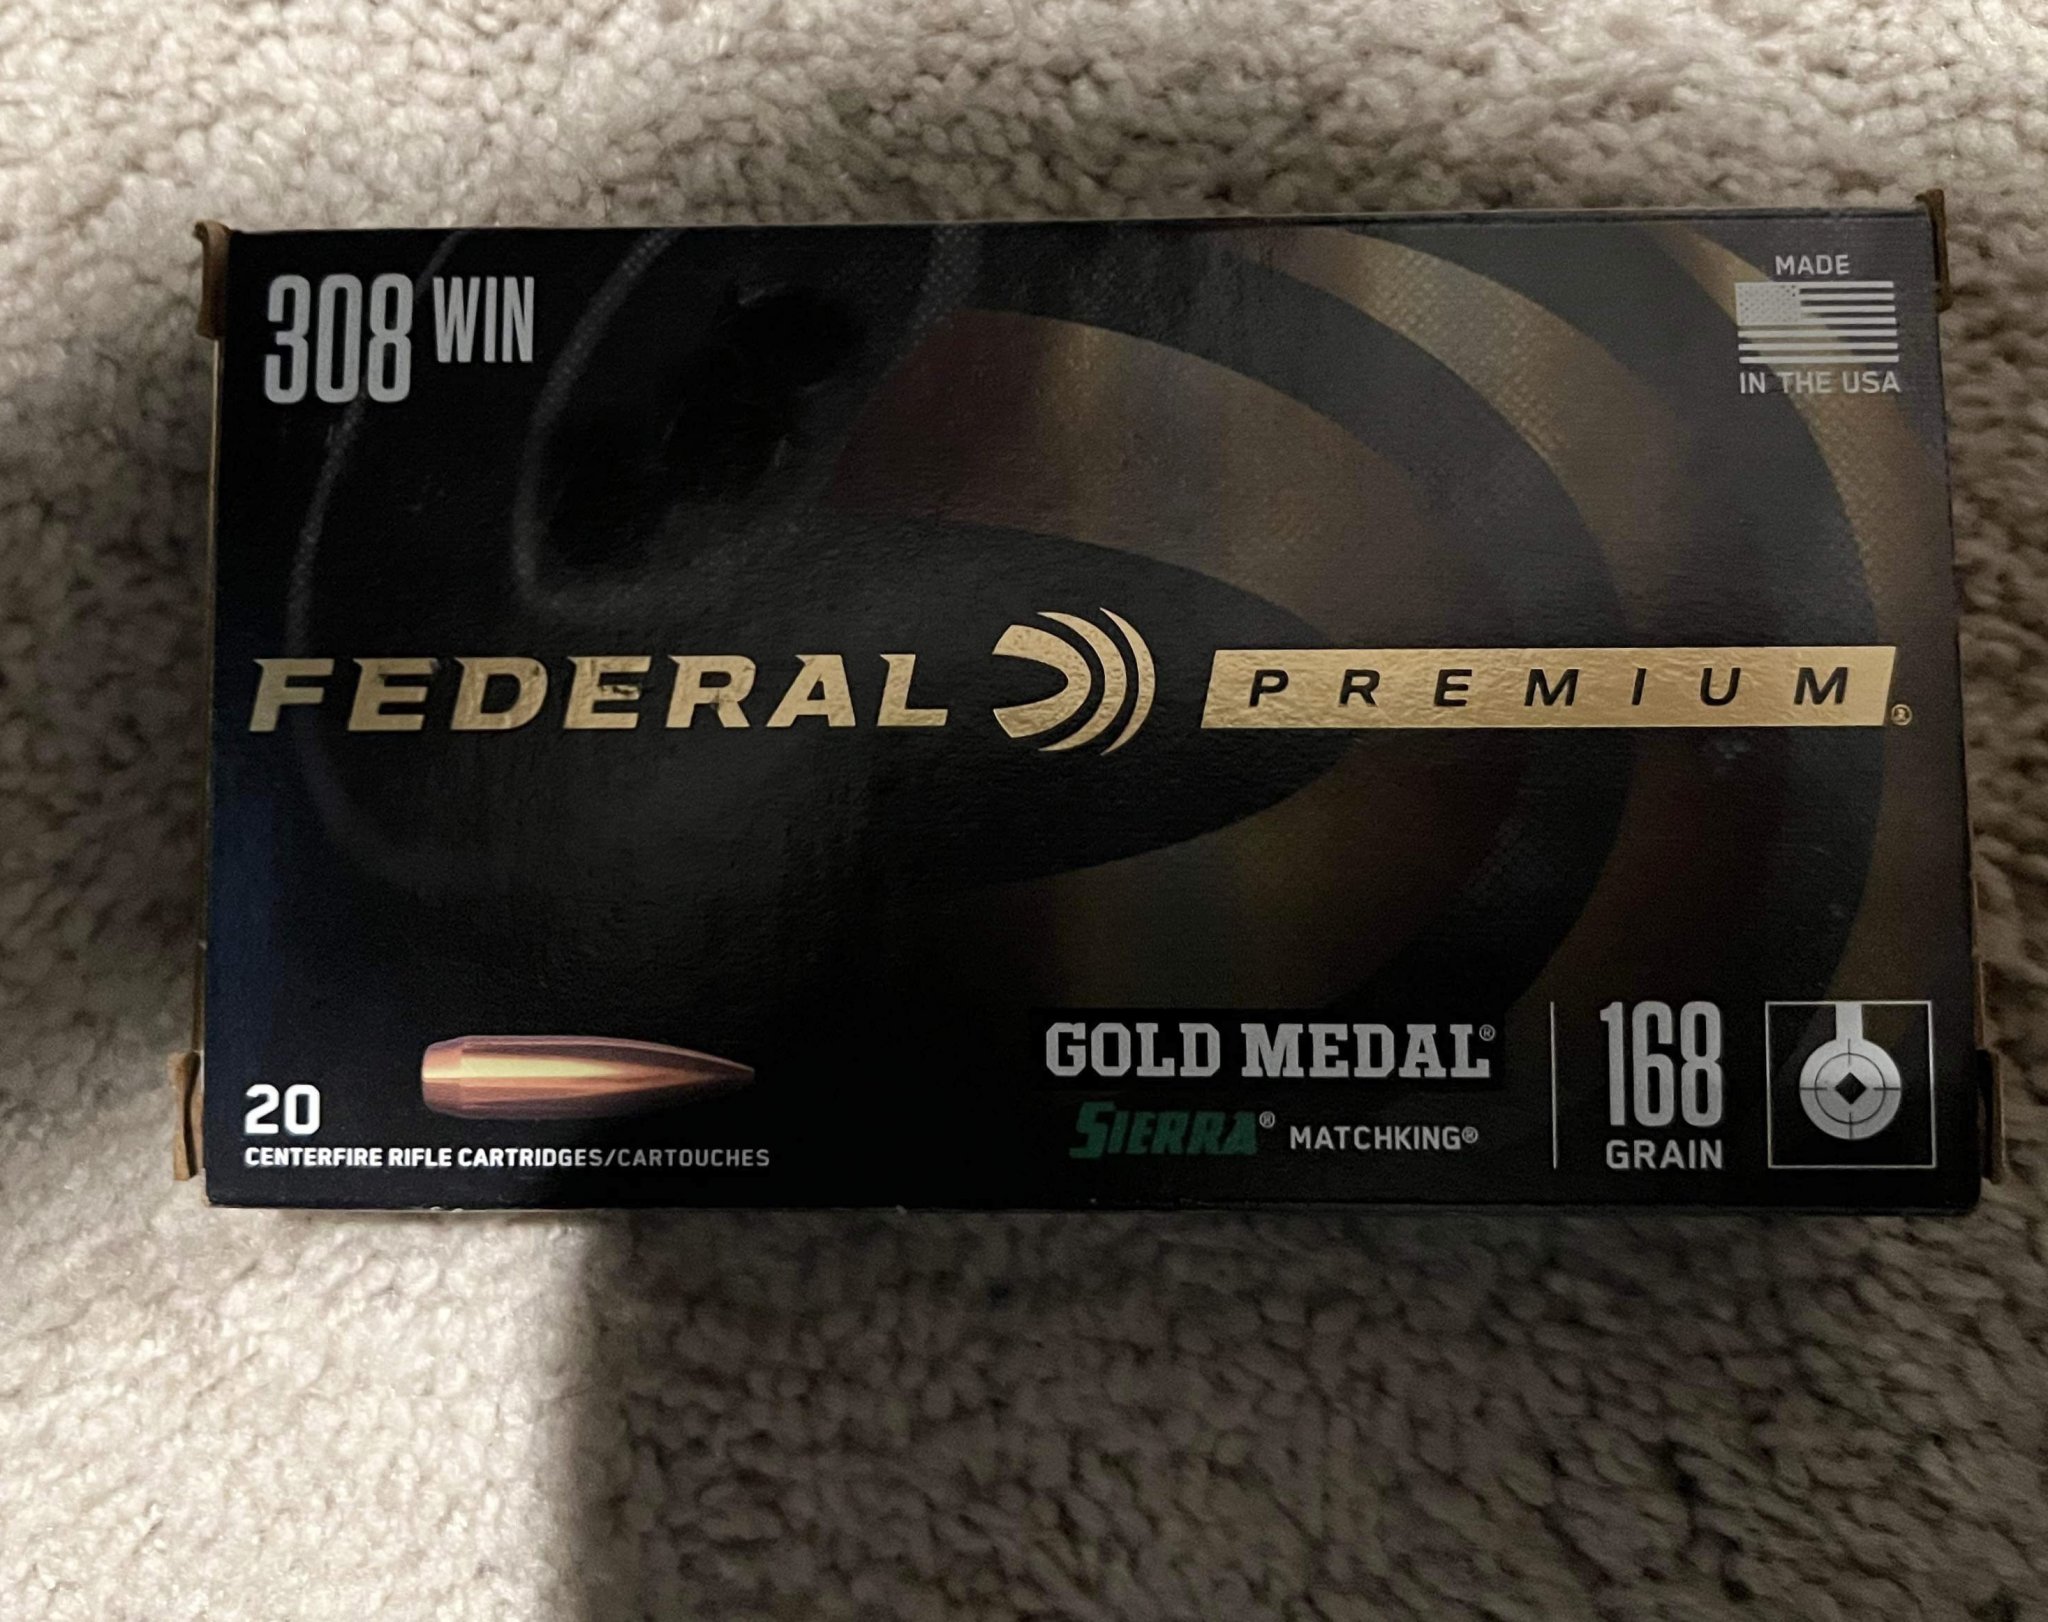 308 WIN
MADE
IN THE USA
FEDERAL PREMIUM®
20
CENTERFIRE RIFLE CARTRIDGES/CARTOUCHES
GOLD MEDAL®
SIERRA® MATCHKING®
168
GRAIN